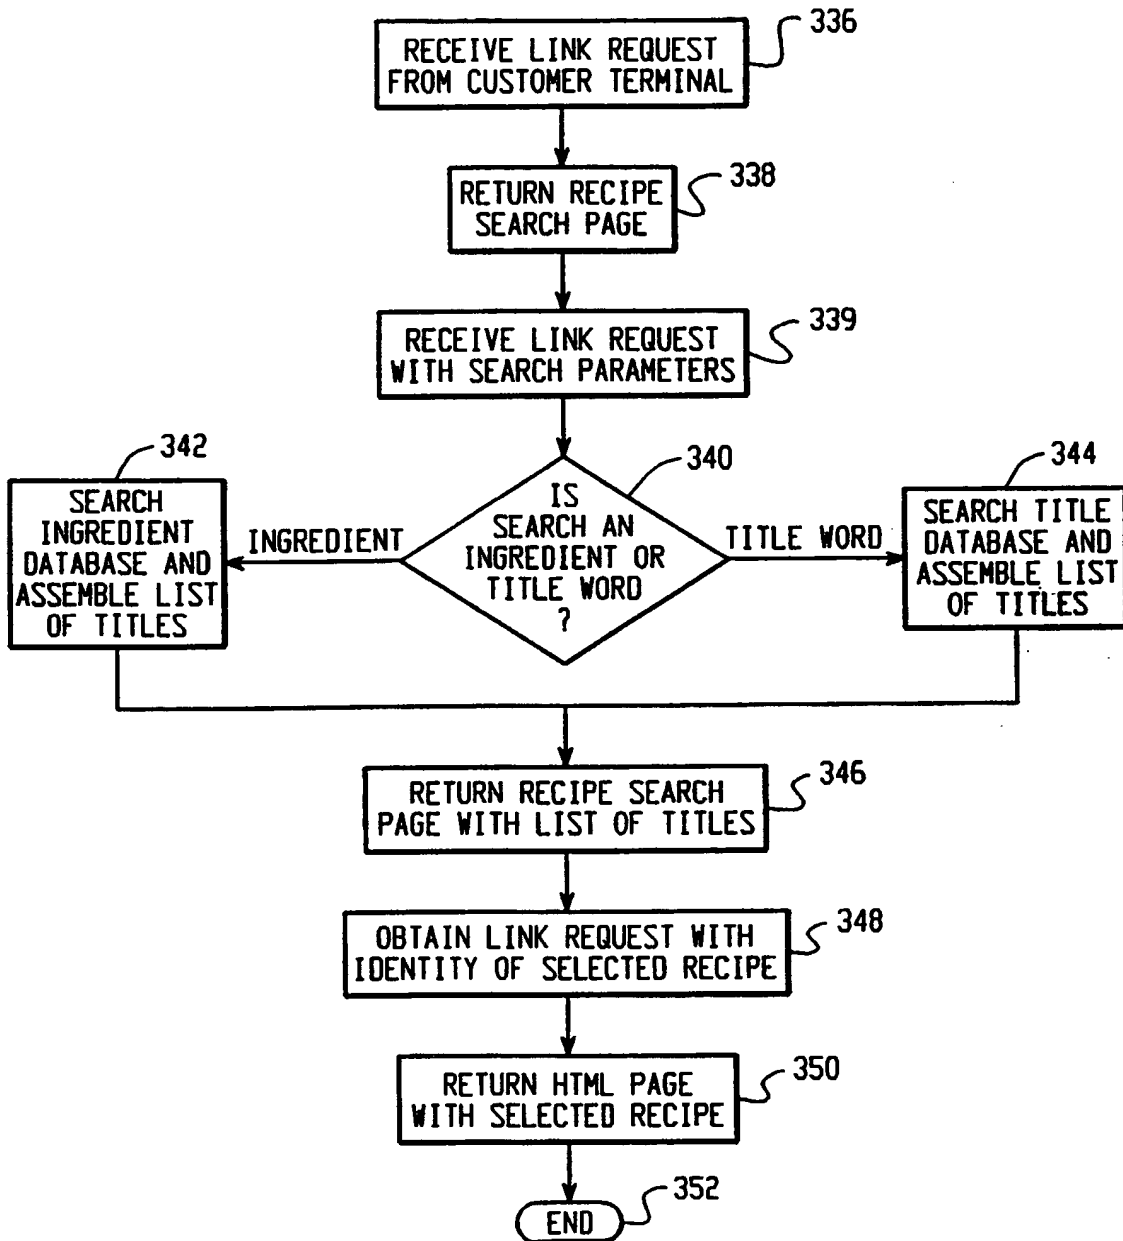 RECEIVE LINK REQUEST
FROM CUSTOMER TERMINAL
336
RETURN RECIPE
SEARCH PAGE
338
RECEIVE LINK REQUEST
WITH SEARCH PARAMETERS
339
342
SEARCH
INGREDIENT
DATABASE AND
ASSEMBLE LIST
OF TITLES
INGREDIENT
340
IS
SEARCH AN
INGREDIENT OR
TITLE WORD
?
TITLE WORD
344
SEARCH TITLE
DATABASE AND
ASSEMBLE LIST
OF TITLES
RETURN RECIPE SEARCH
PAGE WITH LIST OF TITLES
346
OBTAIN LINK REQUEST WITH
IDENTITY OF SELECTED RECIPE
348
RETURN HTML PAGE
WITH SELECTED RECIPE
350
END
352